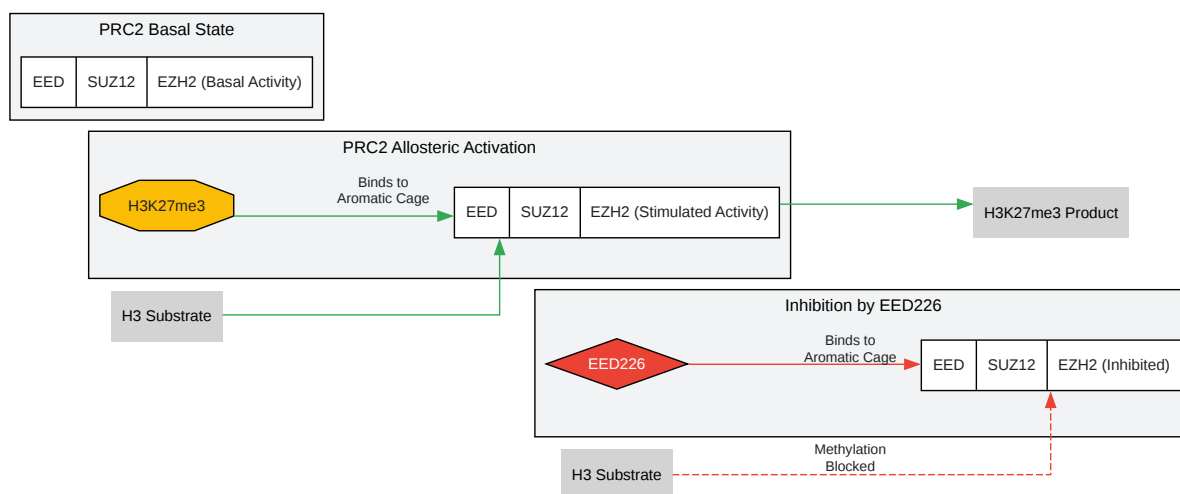 PRC2 Basal State
EED
SUZ12
EZH2 (Basal Activity)
PRC2 Allosteric Activation
H3K27me3
Binds to
Aromatic Cage
EED
SUZ12
EZH2 (Stimulated Activity)
H3K27me3 Product
H3 Substrate
Inhibition by EED226
EED226
Binds to
Aromatic Cage
EED
SUZ12
EZH2 (Inhibited)
Methylation
Blocked
H3 Substrate